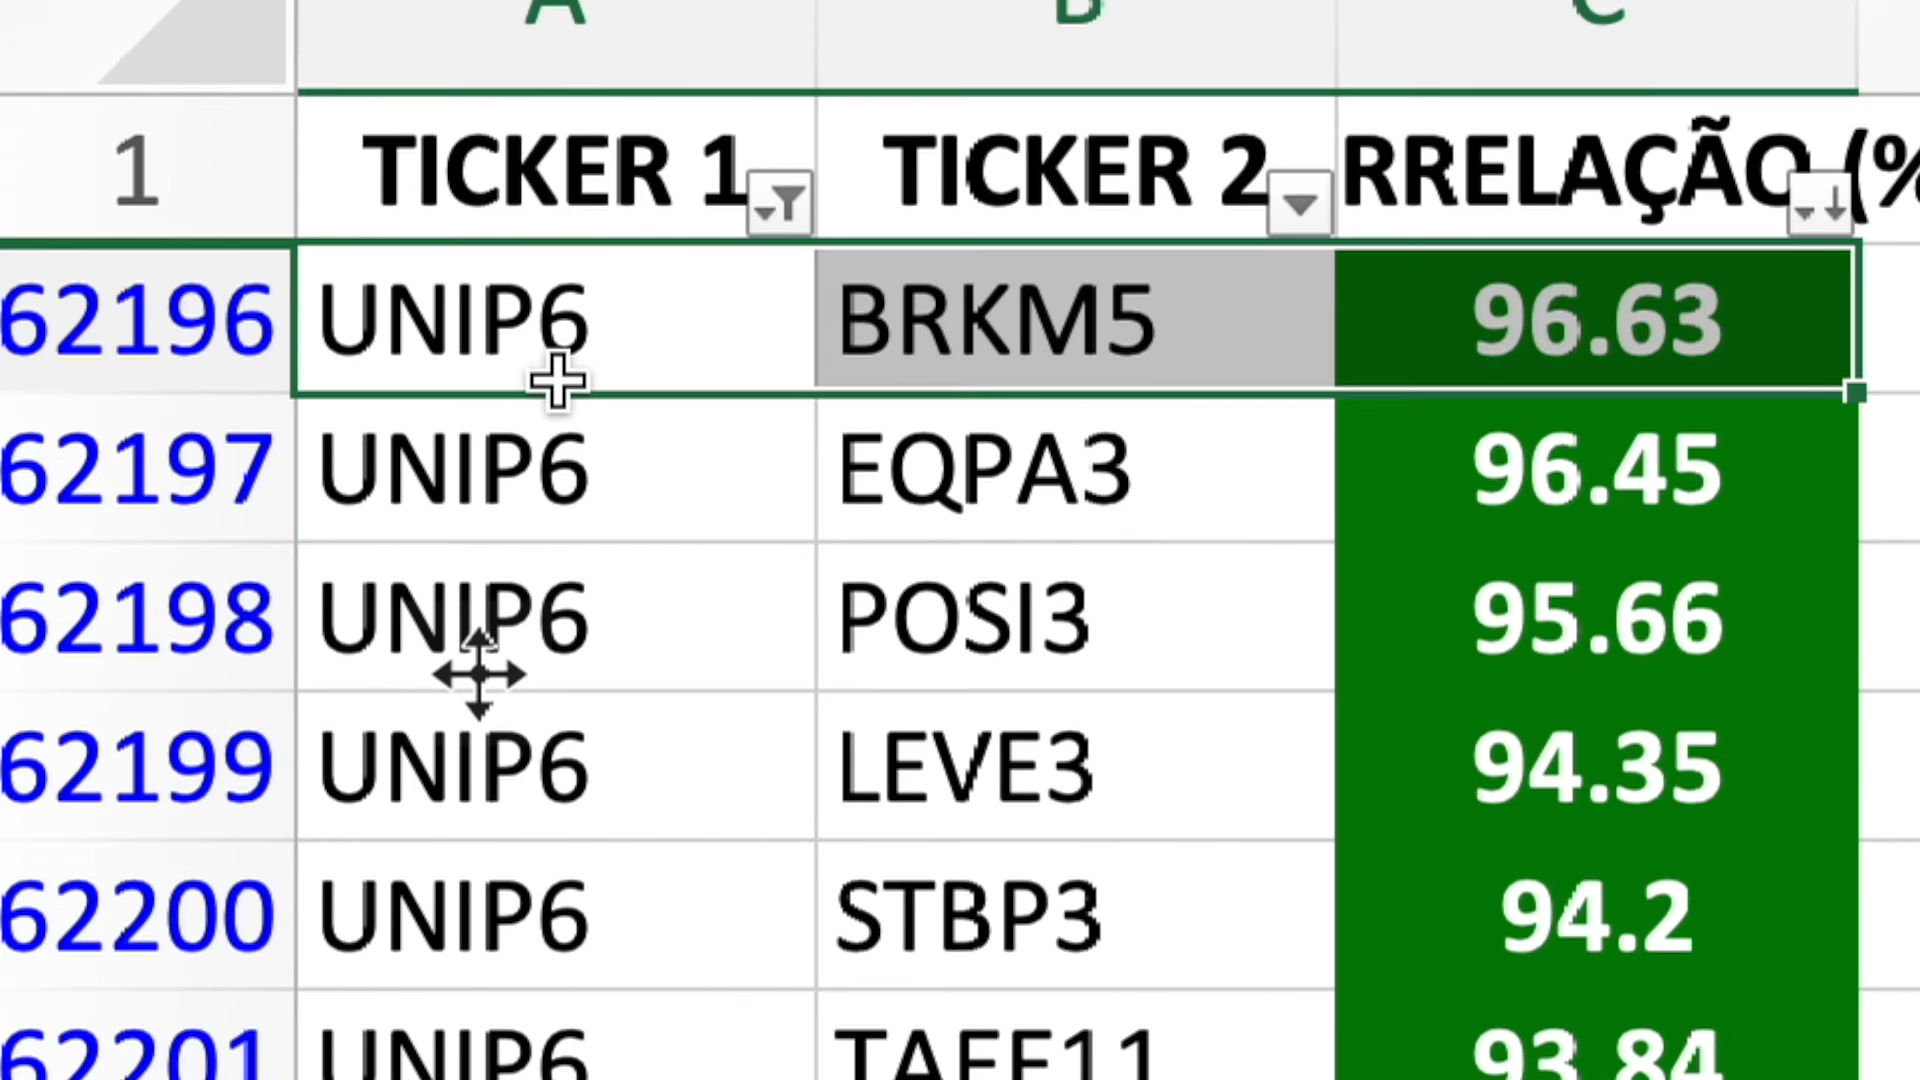 A B C
1 TICKER 1 TICKER 2 RRELAÇÃO (%
62196 UNIP6 BRKM5 96.63
62197 UNIP6 EQPA3 96.45
62198 UNIP6 POSI3 95.66
62199 UNIP6 LEVE3 94.35
62200 UNIP6 STBP3 94.2
62201 UNIP6 TAEE11 93.84